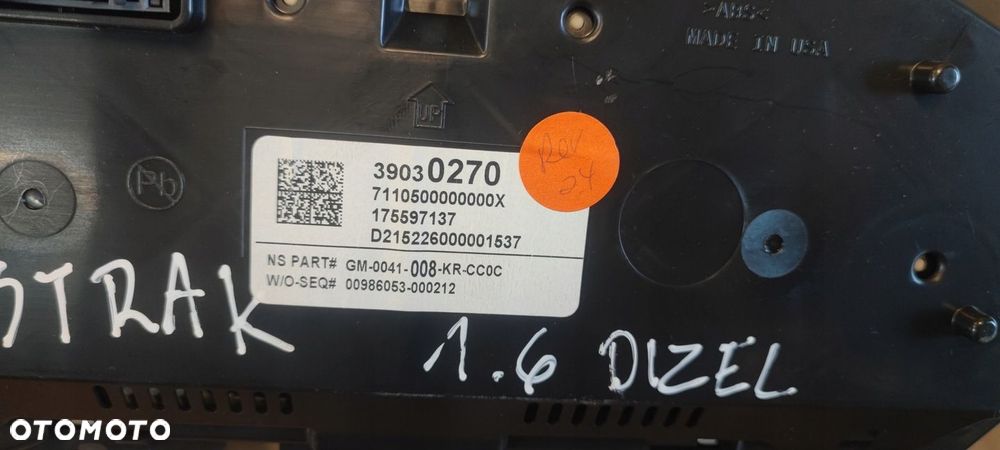 >ABS<
MADE IN USA
UP
Rev
24
Pb
39030270
7110500000000X
175597137
D215226000001537
NS PART# GM-0041-008-KR-CC0C
W/O-SEQ# 00986053-000212
STRAK
1.6 DIZEL
OTOMOTO